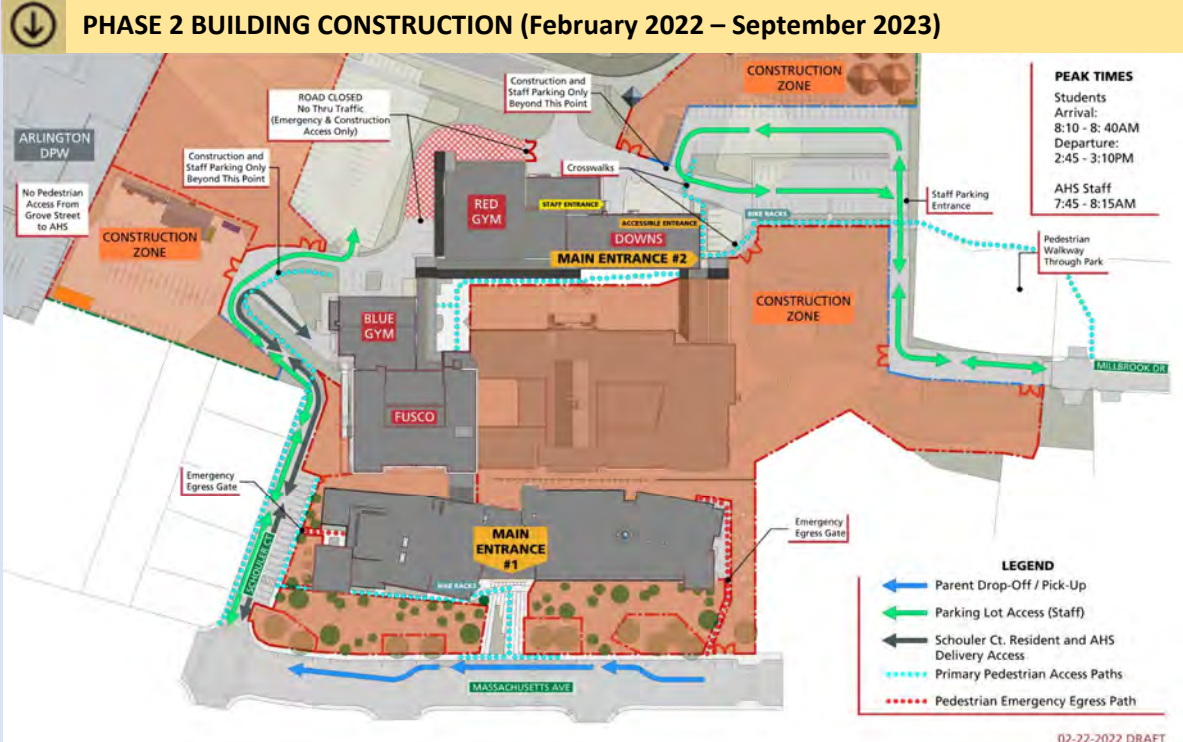 PHASE 2 BUILDING CONSTRUCTION (February 2022 – September 2023)
CONSTRUCTION
ZONE
PEAK TIMES
Students
Arrival:
8:10 - 8: 40AM
Departure:
2:45 - 3:10PM
AHS Staff
7:45 - 8:15AM
Construction and
Staff Parking Only
Beyond This Point
ROAD CLOSED
No Thru Traffic
(Emergency & Construction
Access Only)
ARLINGTON
DPW
Construction and
Staff Parking Only
Beyond This Point
No Pedestrian
Access From
Grove Street
to AHS
Crosswalks
RED
GYM
STAFF ENTRANCE
ACCESSIBLE ENTRANCE
BIKE RACKS
Staff Parking
Entrance
CONSTRUCTION
ZONE
DOWNS
MAIN ENTRANCE #2
Pedestrian
Walkway
Through Park
CONSTRUCTION
ZONE
BLUE
GYM
MILLBROOK DR
FUSCO
Emergency
Egress Gate
MAIN
ENTRANCE
#1
Emergency
Egress Gate
SCHOULER CT
BIKE RACKS
MASSACHUSETTS AVE
LEGEND
Parent Drop-Off / Pick-Up
Parking Lot Access (Staff)
Schouler Ct. Resident and AHS
Delivery Access
Primary Pedestrian Access Paths
Pedestrian Emergency Egress Path
02-22-2022 DRAFT